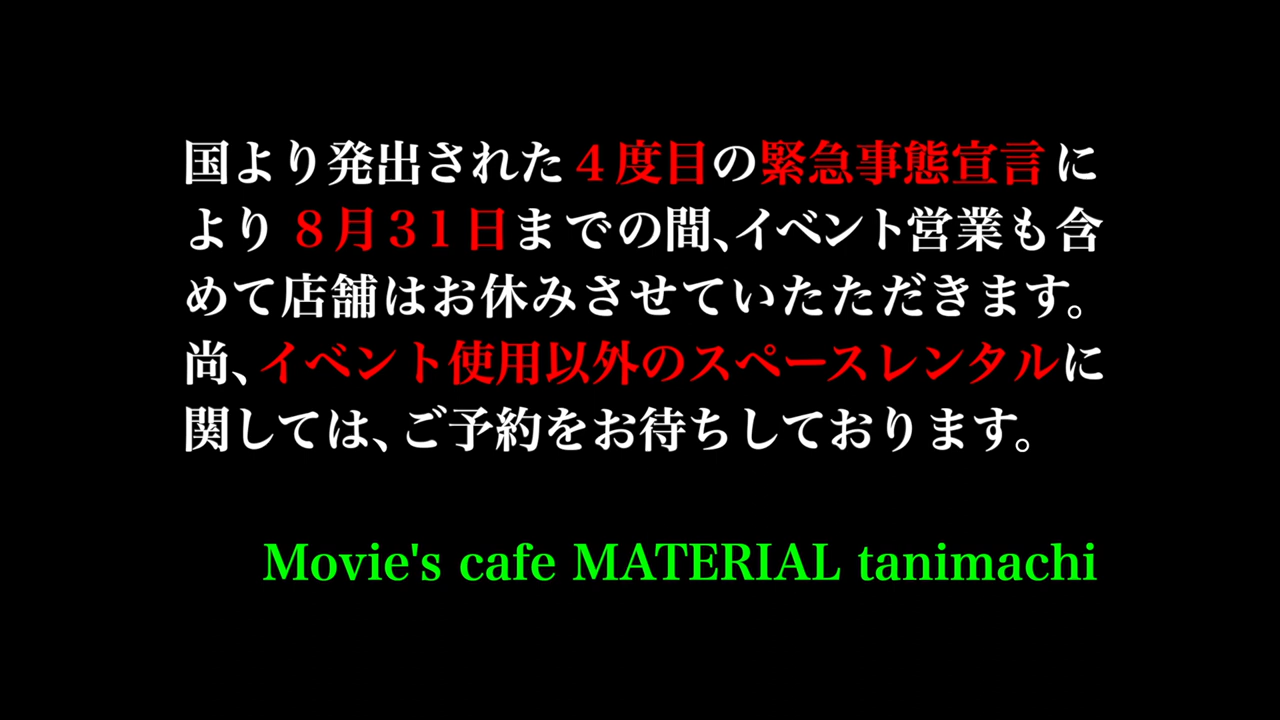 国より発出された４度目の緊急事態宣言に
より８月３１日までの間、イベント営業も含
めて店舗はお休みさせていたただきます。
尚、イベント使用以外のスペースレンタルに
関しては、ご予約をお待ちしております。
Movie's cafe MATERIAL tanimachi